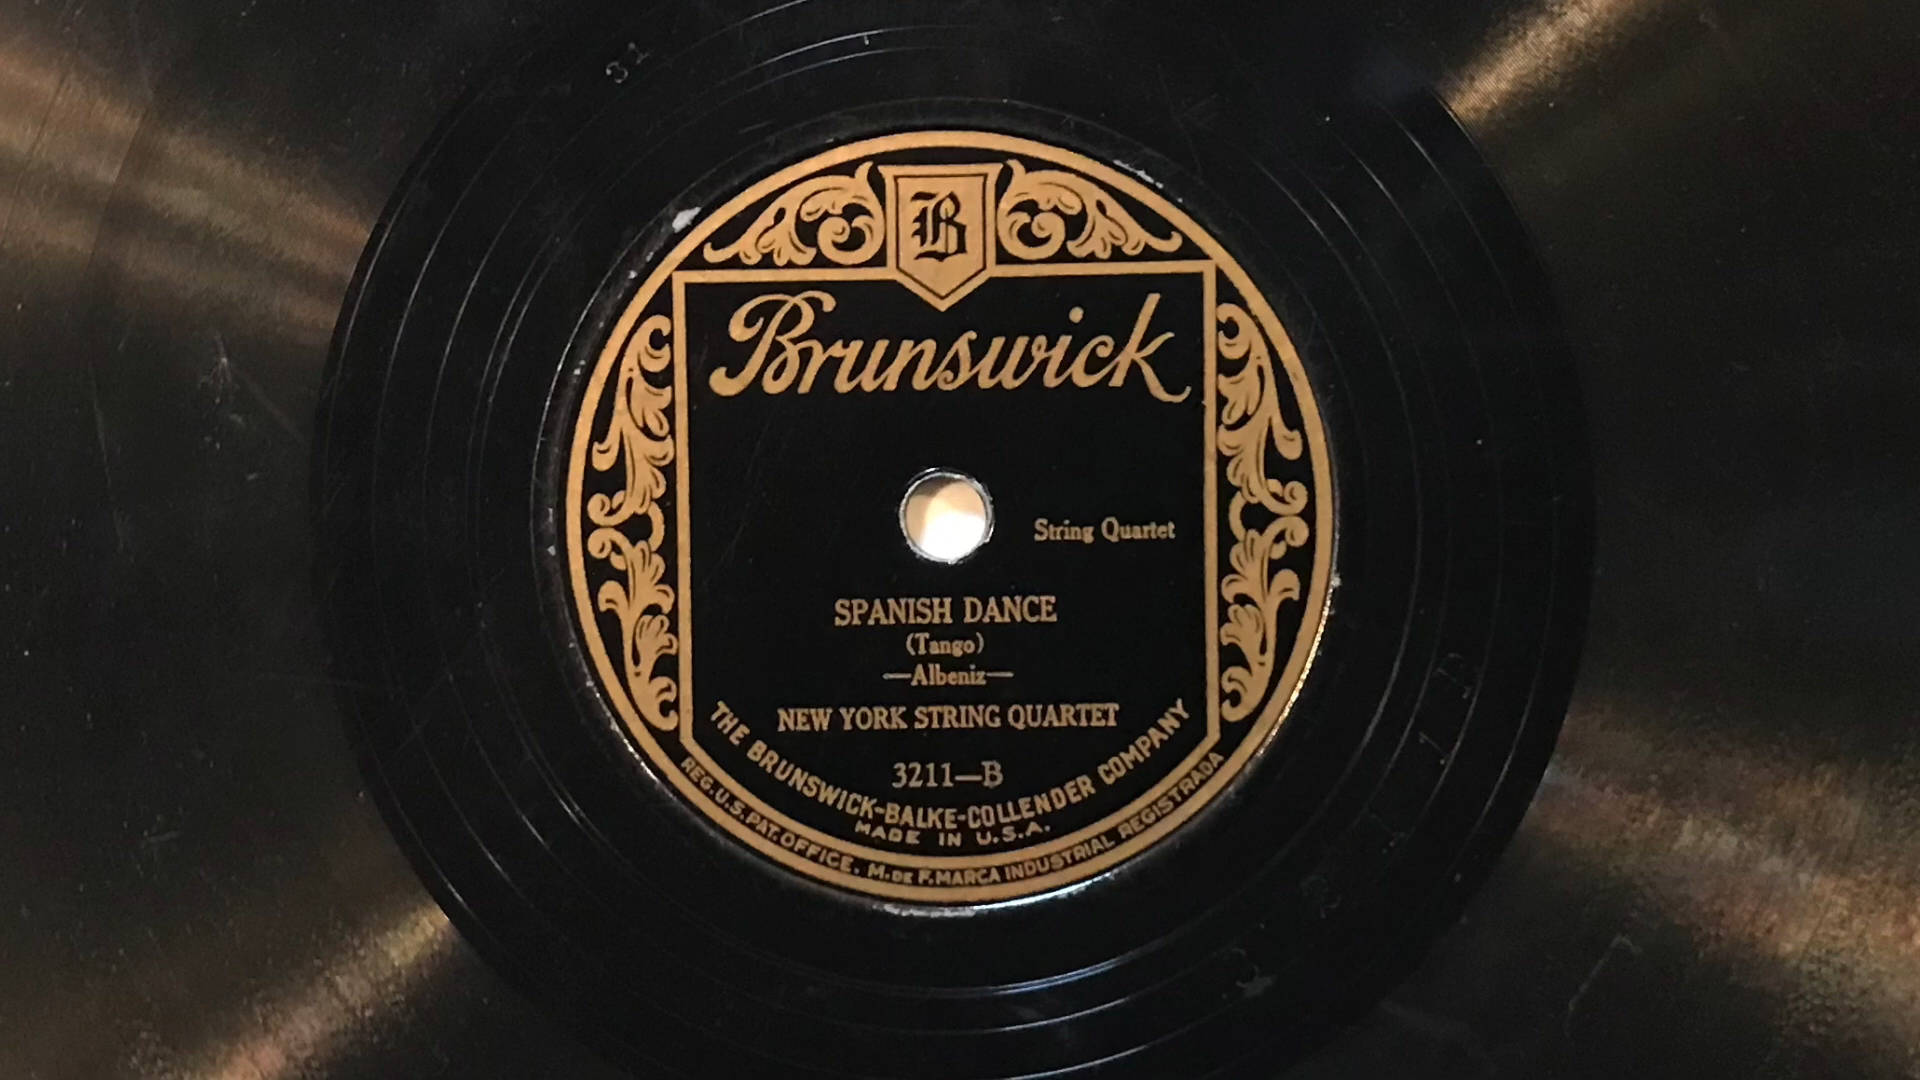 B
Brunswick
String Quartet
SPANISH DANCE
(Tango)
—Albeniz—
NEW YORK STRING QUARTET
3211—B
THE BRUNSWICK-BALKE-COLLENDER COMPANY
MADE IN U.S.A.
REG. U.S. PAT. OFFICE. M. DE F. MARCA INDUSTRIAL REGISTRADA